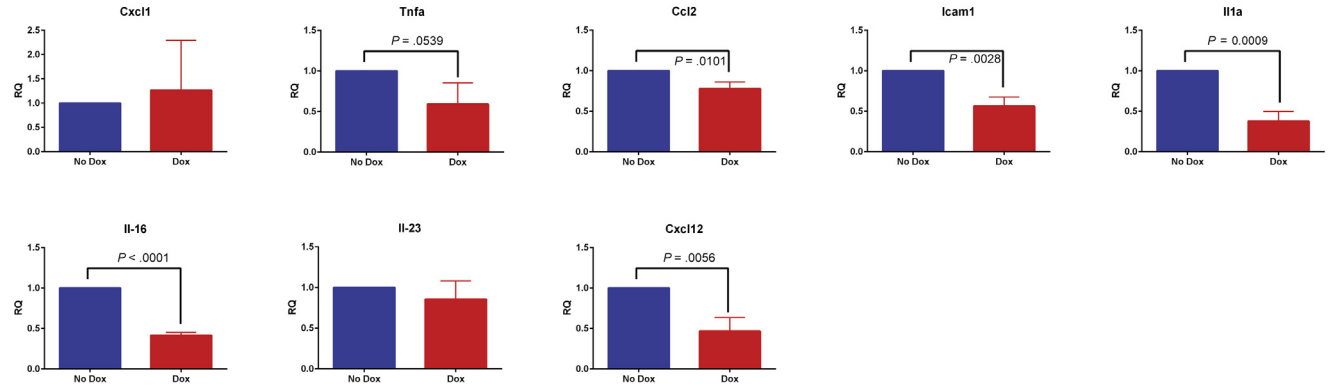 Cxcl1
2.5
2.0
1.5
1.0
0.5
0.0
RQ
No Dox
Dox
Tnfa
1.5
1.0
0.5
0.0
RQ
P = .0539
No Dox
Dox
Ccl2
1.5
1.0
0.5
0.0
RQ
P = .0101
No Dox
Dox
Icam1
1.5
1.0
0.5
0.0
RQ
P = .0028
No Dox
Dox
Il1a
1.5
1.0
0.5
0.0
RQ
P = 0.0009
No Dox
Dox
Il-16
1.5
1.0
0.5
0.0
RQ
P < .0001
No Dox
Dox
Il-23
1.5
1.0
0.5
0.0
RQ
No Dox
Dox
Cxcl12
1.5
1.0
0.5
0.0
RQ
P = .0056
No Dox
Dox